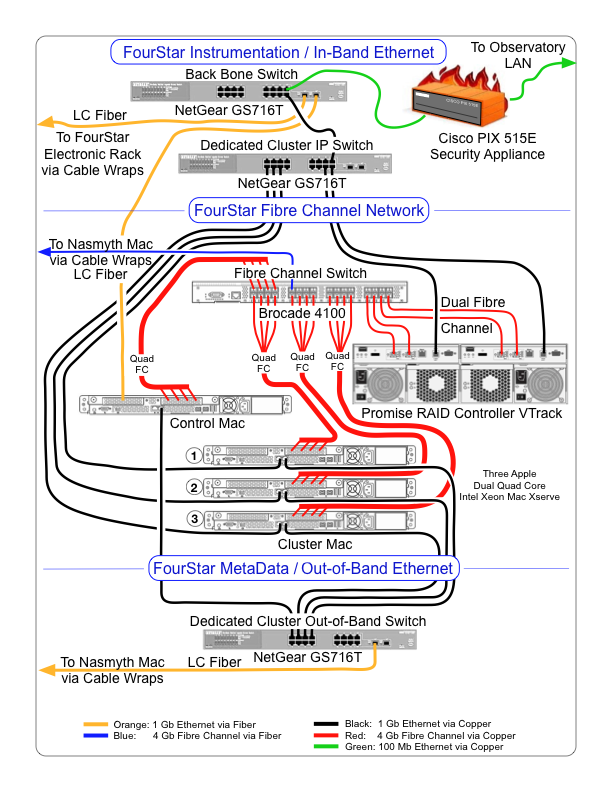 FourStar Instrumentation / In-Band Ethernet
To Observatory
LAN
Back Bone Switch
LC Fiber
NetGear GS716T
CISCO PIX 515E
Cisco PIX 515E
Security Appliance
To FourStar
Electronic Rack
via Cable Wraps
Dedicated Cluster IP Switch
NetGear GS716T
FourStar Fibre Channel Network
To Nasmyth Mac
via Cable Wraps
LC Fiber
Fibre Channel Switch
Brocade 4100
Dual Fibre
Channel
Quad
FC
Quad
FC
Quad
FC
Quad
FC
Promise RAID Controller VTrack
Control Mac
1
2
3
Three Apple
Dual Quad Core
Intel Xeon Mac Xserve
Cluster Mac
FourStar MetaData / Out-of-Band Ethernet
Dedicated Cluster Out-of-Band Switch
NetGear GS716T
To Nasmyth Mac
via Cable Wraps
LC Fiber
Orange: 1 Gb Ethernet via Fiber
Blue: 4 Gb Fibre Channel via Fiber
Black: 1 Gb Ethernet via Copper
Red: 4 Gb Fibre Channel via Copper
Green: 100 Mb Ethernet via Copper